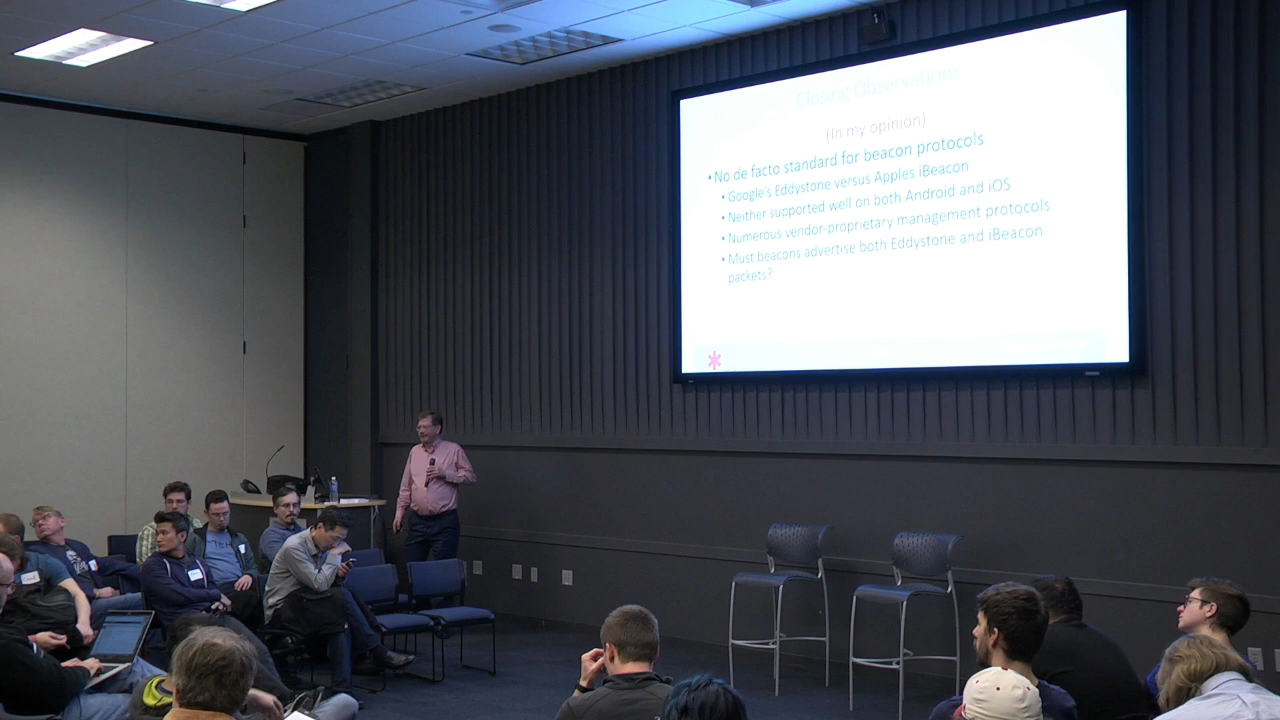 Closing Observations
(In my opinion)
•No de facto standard for beacon protocols
• Google's Eddystone versus Apples iBeacon
• Neither supported well on both Android and iOS
• Numerous vendor-proprietary management protocols
• Must beacons advertise both Eddystone and iBeacon
packets?